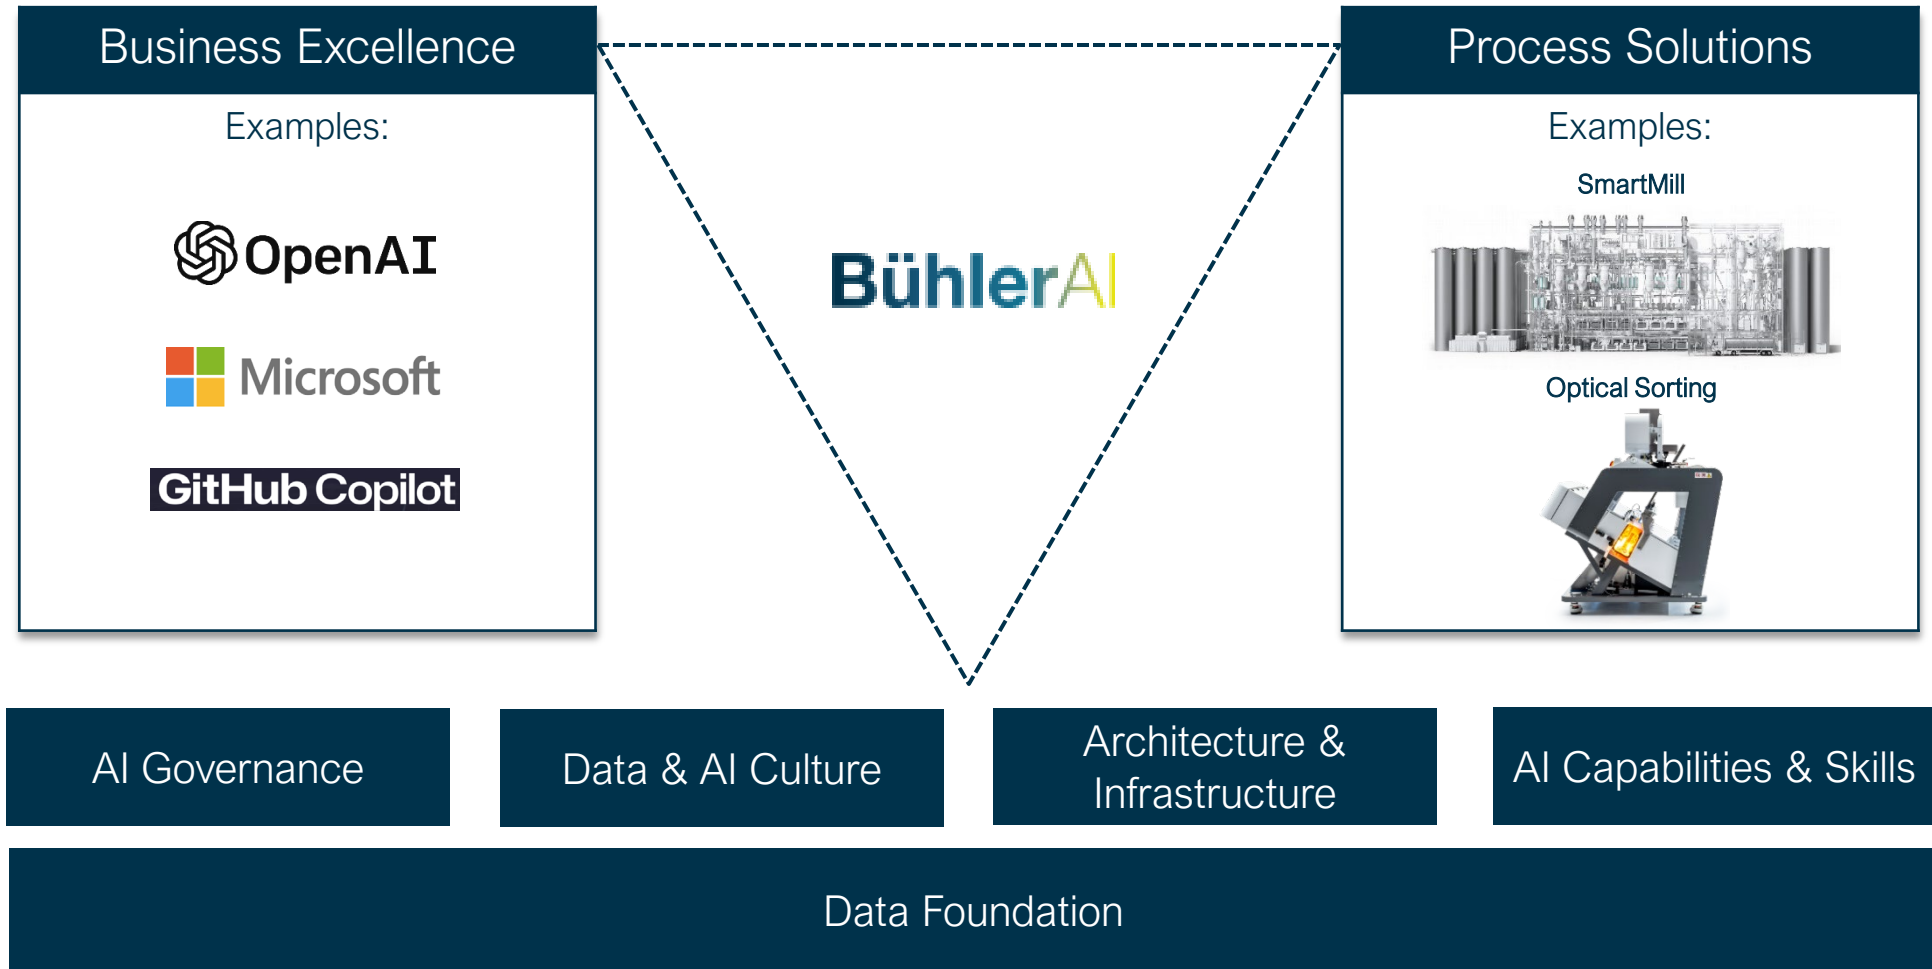 Business Excellence
Examples:
OpenAI
Microsoft
GitHub Copilot
BühlerAI
Process Solutions
Examples:
SmartMill
Optical Sorting
AI Governance
Data & AI Culture
Architecture &
Infrastructure
AI Capabilities & Skills
Data Foundation